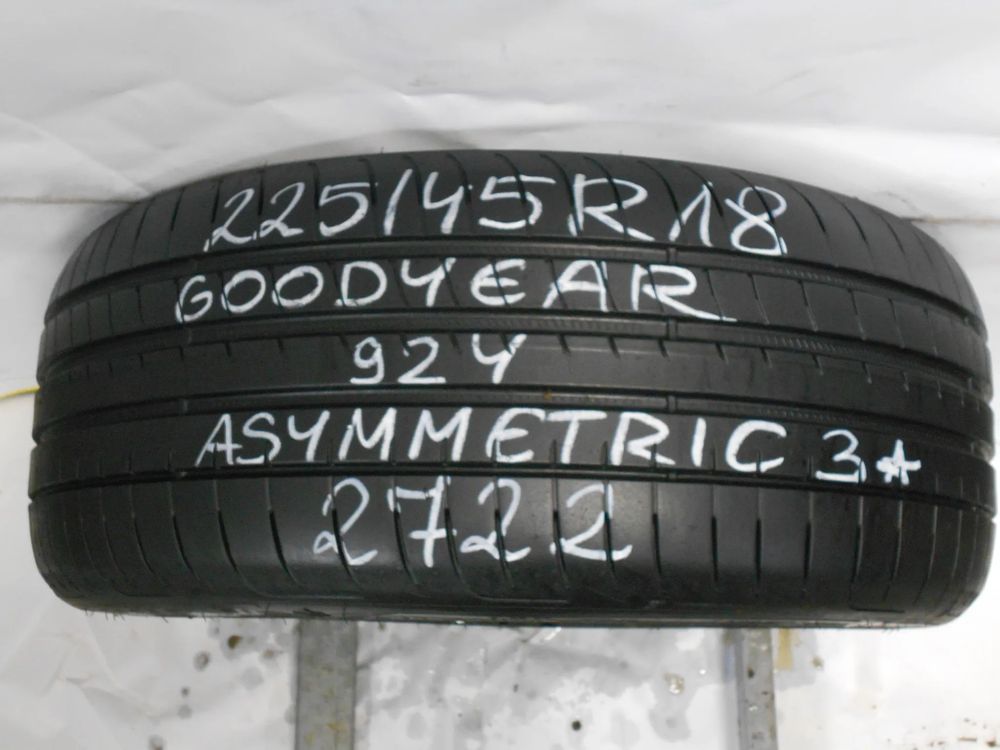 225/45R18
GOODYEAR
92Y
ASYMMETRIC 3☆
2722